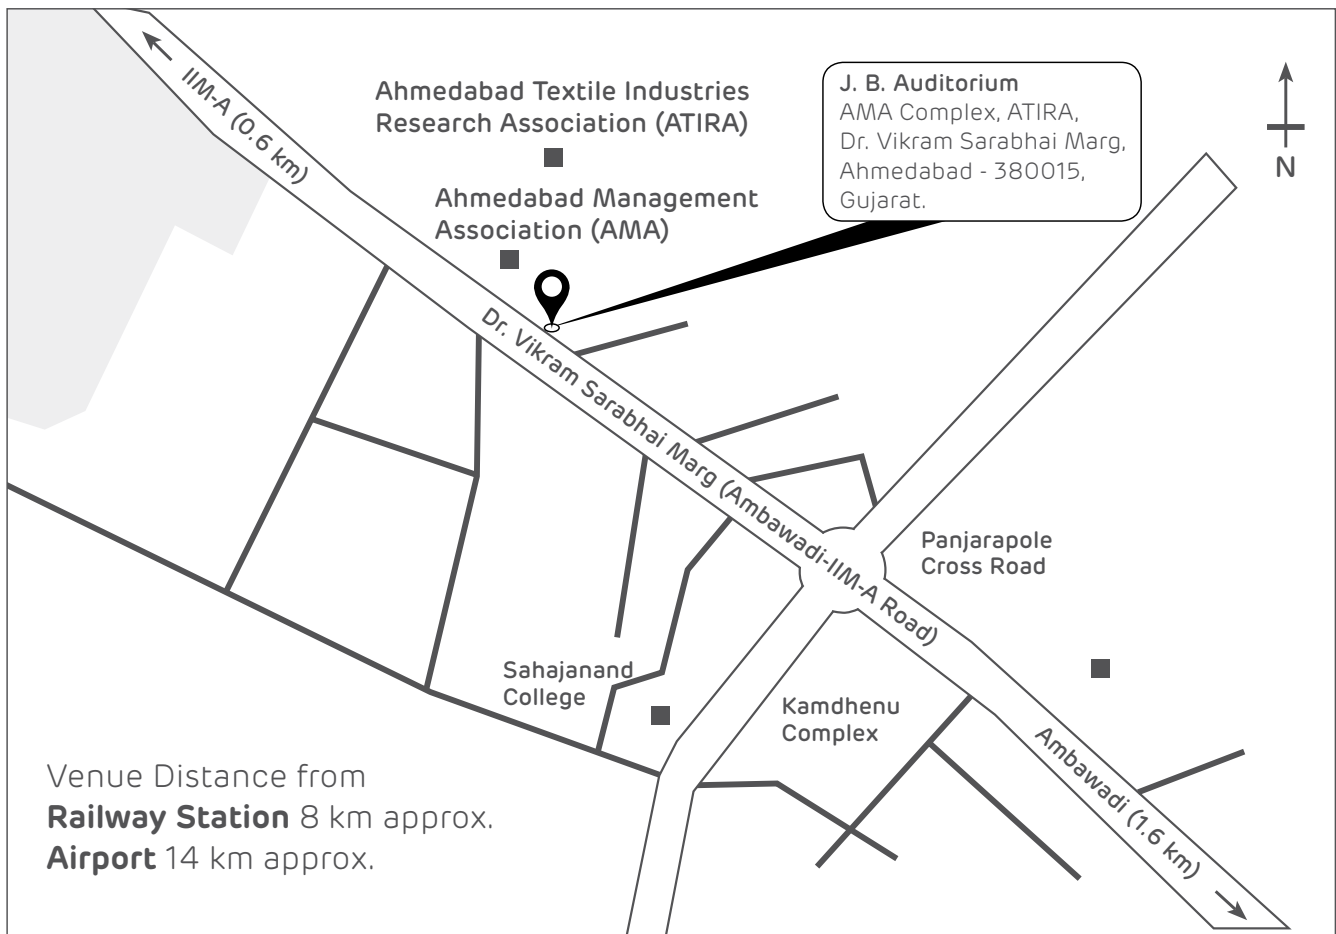 IIM-A (0.6 km)
Ahmedabad Textile Industries
Research Association (ATIRA)
Ahmedabad Management
Association (AMA)
J. B. Auditorium
AMA Complex, ATIRA,
Dr. Vikram Sarabhai Marg,
Ahmedabad - 380015,
Gujarat.
N
Dr. Vikram Sarabhai Marg (Ambawadi-IIM-A Road)
Panjarapole
Cross Road
Sahajanand
College
Kamdhenu
Complex
Ambawadi (1.6 km)
Venue Distance from
Railway Station 8 km approx.
Airport 14 km approx.